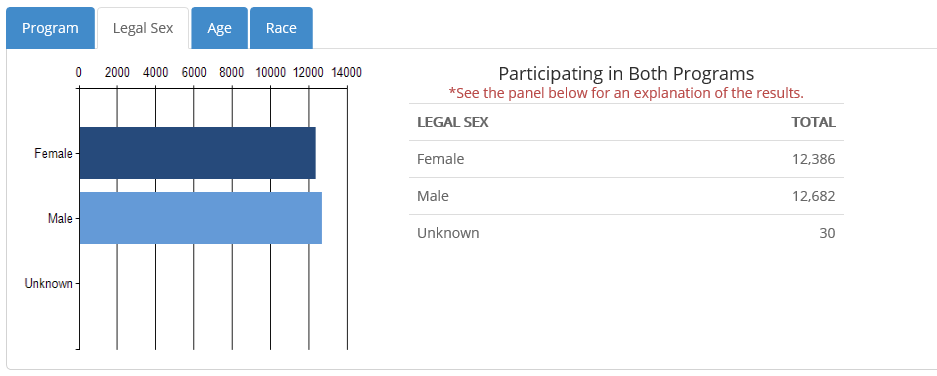 Program Legal Sex Age Race
0 2000 4000 6000 8000 10000 12000 14000
Female
Male
Unknown
Participating in Both Programs
*See the panel below for an explanation of the results.
LEGAL SEX TOTAL
Female 12,386
Male 12,682
Unknown 30